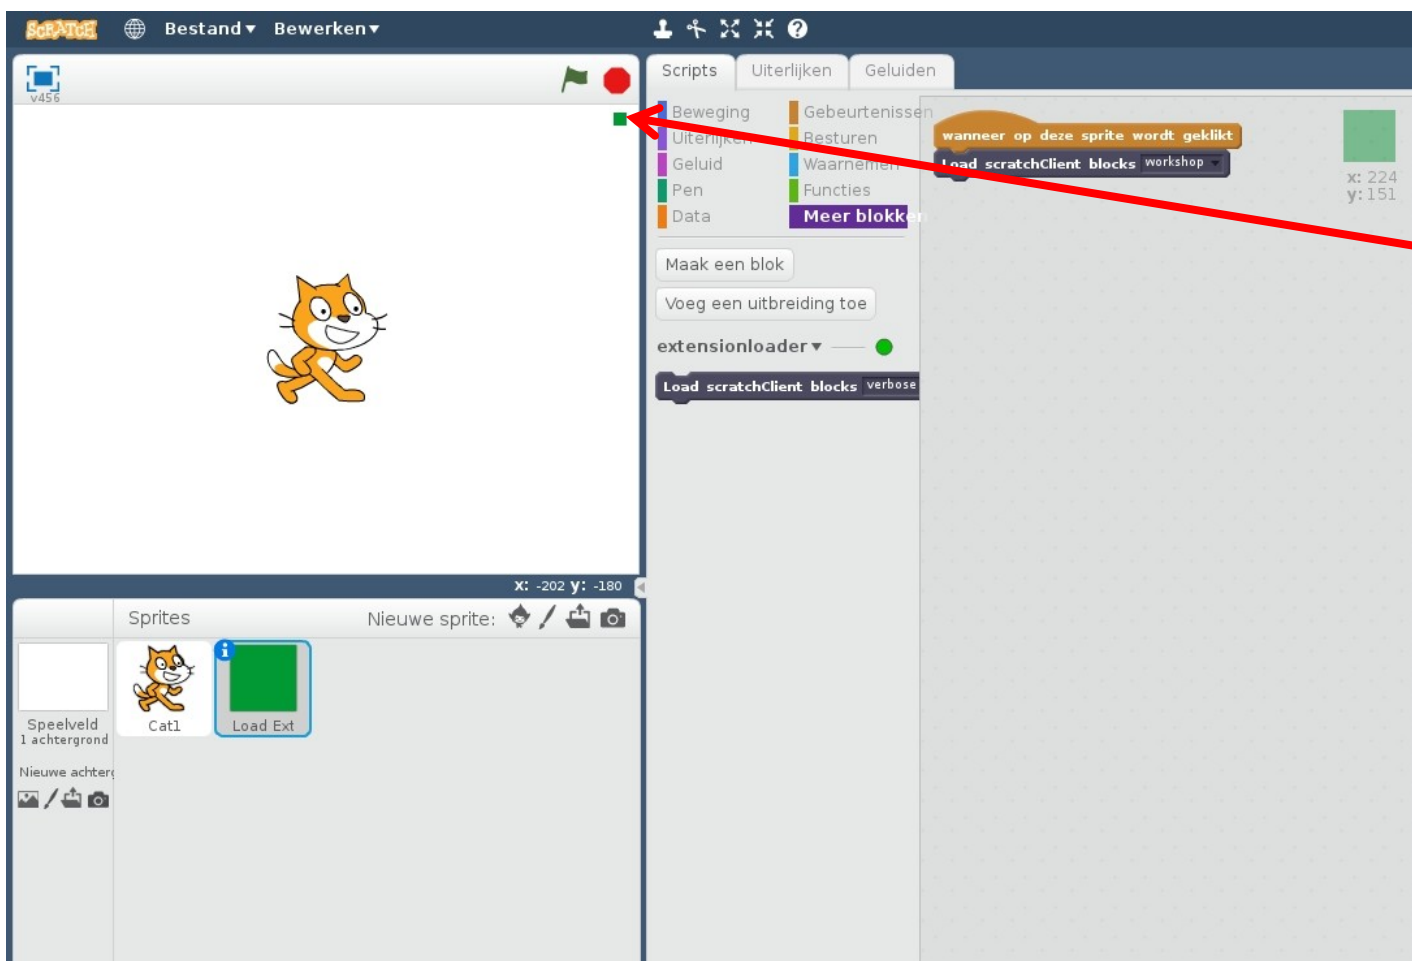 SCRATCH Bestand▾ Bewerken▾
v456
Scripts Uiterlijken Geluiden
Beweging Gebeurtenissen
Uiterlijken Besturen
Geluid Waarnemen
Pen Functies
Data Meer blokken
Maak een blok
Voeg een uitbreiding toe
extensionloader▾
Load scratchClient blocks verbose
wanneer op deze sprite wordt geklikt
Load scratchClient blocks workshop
x: 224
y: 151
x: -202 y: -180
Sprites Nieuwe sprite:
Speelveld
1 achtergrond
Nieuwe achterg
Cat1
Load Ext